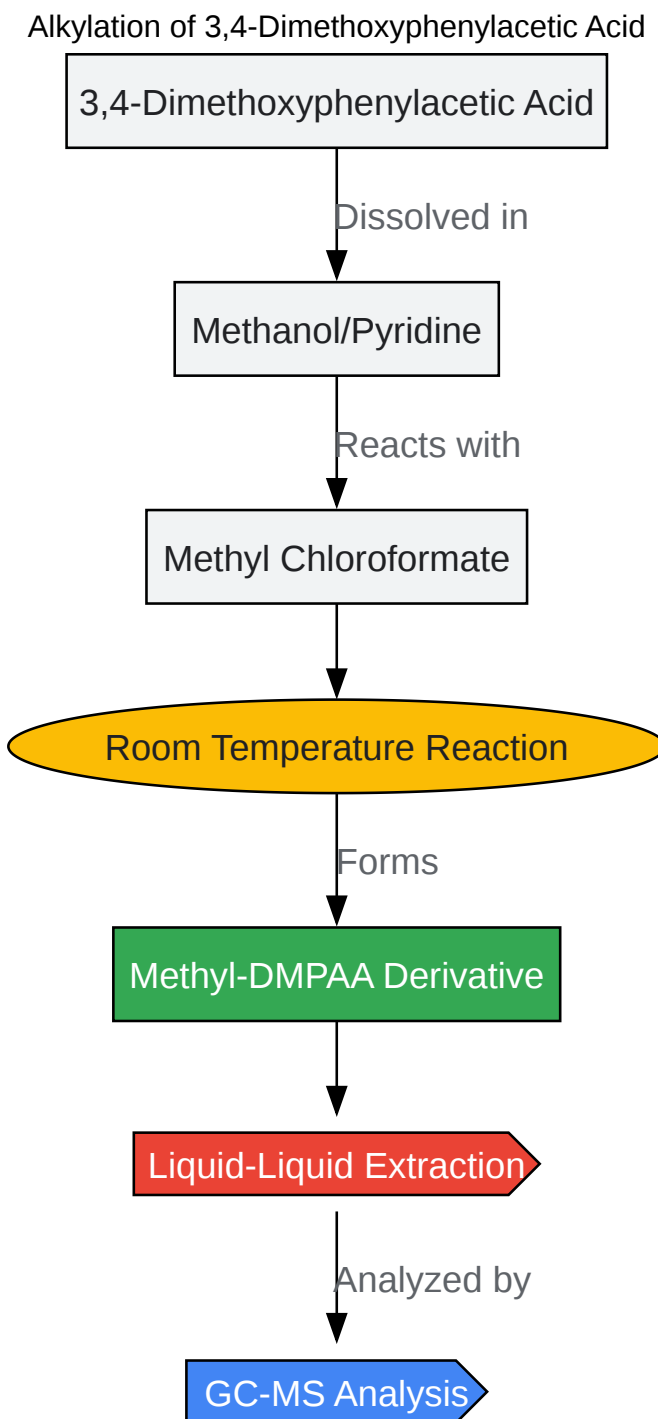 Alkylation of 3,4-Dimethoxyphenylacetic Acid
3,4-Dimethoxyphenylacetic Acid
Dissolved in
Methanol/Pyridine
Reacts with
Methyl Chloroformate
Room Temperature Reaction
Forms
Methyl-DMPAA Derivative
Liquid-Liquid Extraction
Analyzed by
GC-MS Analysis